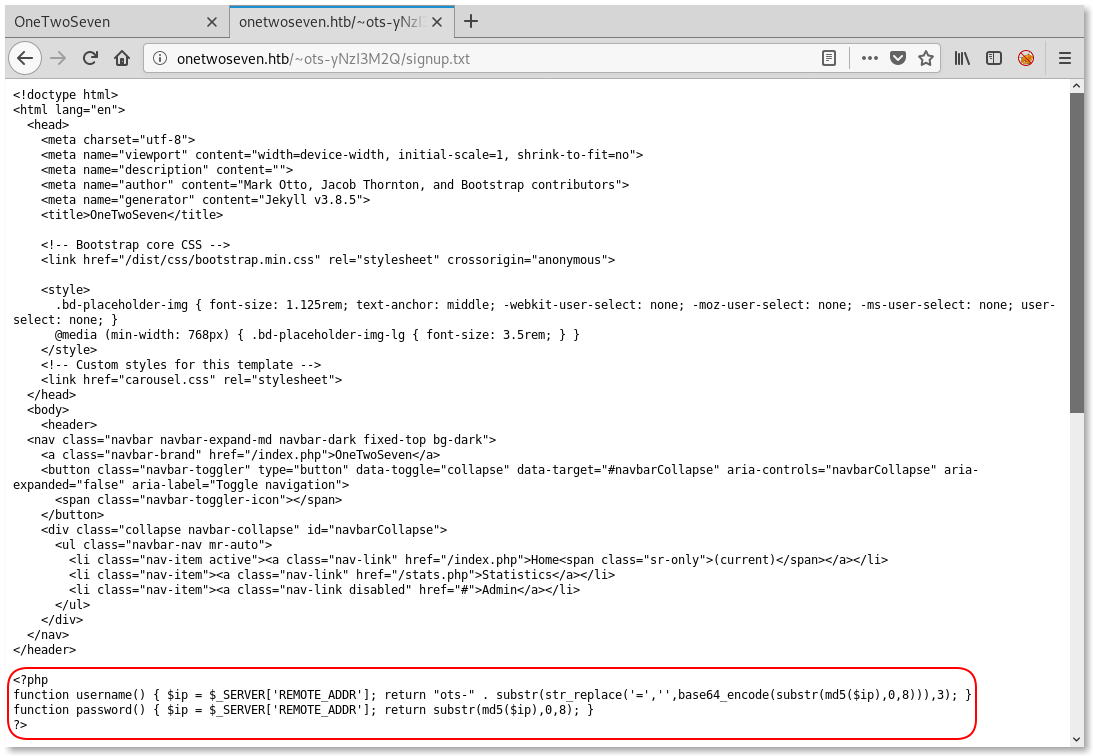 OneTwoSeven
onetwoseven.htb/~ots-yNzI
onetwoseven.htb/~ots-yNzI3M2Q/signup.txt
<!doctype html>
<html lang="en">
  <head>
    <meta charset="utf-8">
    <meta name="viewport" content="width=device-width, initial-scale=1, shrink-to-fit=no">
    <meta name="description" content="">
    <meta name="author" content="Mark Otto, Jacob Thornton, and Bootstrap contributors">
    <meta name="generator" content="Jekyll v3.8.5">
    <title>OneTwoSeven</title>

    <!-- Bootstrap core CSS -->
    <link href="/dist/css/bootstrap.min.css" rel="stylesheet" crossorigin="anonymous">

    <style>
      .bd-placeholder-img { font-size: 1.125rem; text-anchor: middle; -webkit-user-select: none; -moz-user-select: none; -ms-user-select: none; user-
select: none; }
      @media (min-width: 768px) { .bd-placeholder-img-lg { font-size: 3.5rem; } }
    </style>
    <!-- Custom styles for this template -->
    <link href="carousel.css" rel="stylesheet">
  </head>
  <body>
    <header>
  <nav class="navbar navbar-expand-md navbar-dark fixed-top bg-dark">
    <a class="navbar-brand" href="/index.php">OneTwoSeven</a>
    <button class="navbar-toggler" type="button" data-toggle="collapse" data-target="#navbarCollapse" aria-controls="navbarCollapse" aria-
expanded="false" aria-label="Toggle navigation">
      <span class="navbar-toggler-icon"></span>
    </button>
    <div class="collapse navbar-collapse" id="navbarCollapse">
      <ul class="navbar-nav mr-auto">
        <li class="nav-item active"><a class="nav-link" href="/index.php">Home<span class="sr-only">(current)</span></a></li>
        <li class="nav-item"><a class="nav-link" href="/stats.php">Statistics</a></li>
        <li class="nav-item"><a class="nav-link disabled" href="#">Admin</a></li>
      </ul>
    </div>
  </nav>
</header>

<?php
function username() { $ip = $_SERVER['REMOTE_ADDR']; return "ots-" . substr(str_replace('=','',base64_encode(substr(md5($ip),0,8))),3); }
function password() { $ip = $_SERVER['REMOTE_ADDR']; return substr(md5($ip),0,8); }
?>